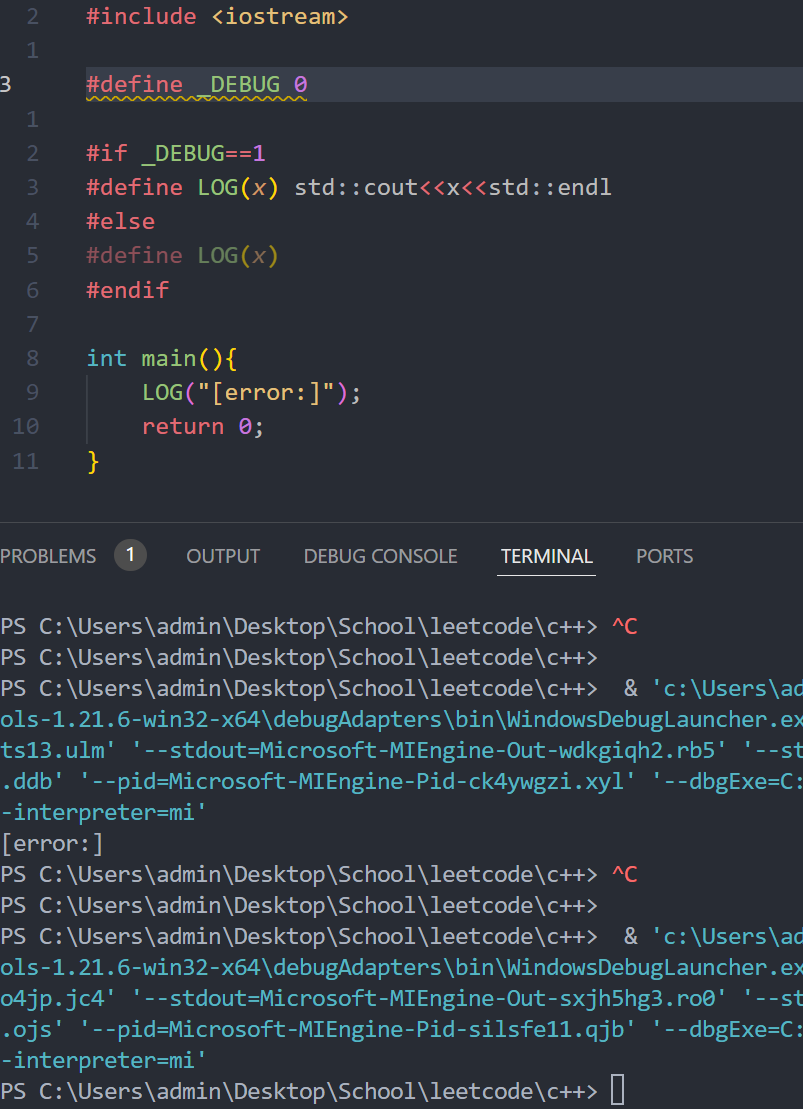 2 #include <iostream>
1
3 #define _DEBUG 0
1
2 #if _DEBUG==1
3 #define LOG(x) std::cout<<x<<std::endl
4 #else
5 #define LOG(x)
6 #endif
7
8 int main(){
9 LOG("[error:]");
10 return 0;
11 }
PROBLEMS 1 OUTPUT DEBUG CONSOLE TERMINAL PORTS
PS C:\Users\admin\Desktop\School\leetcode\c++> ^C
PS C:\Users\admin\Desktop\School\leetcode\c++>
PS C:\Users\admin\Desktop\School\leetcode\c++>  & 'c:\Users\ad
ols-1.21.6-win32-x64\debugAdapters\bin\WindowsDebugLauncher.ex
ts13.ulm' '--stdout=Microsoft-MIEngine-Out-wdkgiqh2.rb5' '--st
.ddb' '--pid=Microsoft-MIEngine-Pid-ck4ywgzi.xyl' '--dbgExe=C:
-interpreter=mi'
[error:]
PS C:\Users\admin\Desktop\School\leetcode\c++> ^C
PS C:\Users\admin\Desktop\School\leetcode\c++>
PS C:\Users\admin\Desktop\School\leetcode\c++>  & 'c:\Users\ad
ols-1.21.6-win32-x64\debugAdapters\bin\WindowsDebugLauncher.ex
o4jp.jc4' '--stdout=Microsoft-MIEngine-Out-sxjh5hg3.ro0' '--st
.ojs' '--pid=Microsoft-MIEngine-Pid-silsfe11.qjb' '--dbgExe=C:
-interpreter=mi'
PS C:\Users\admin\Desktop\School\leetcode\c++>